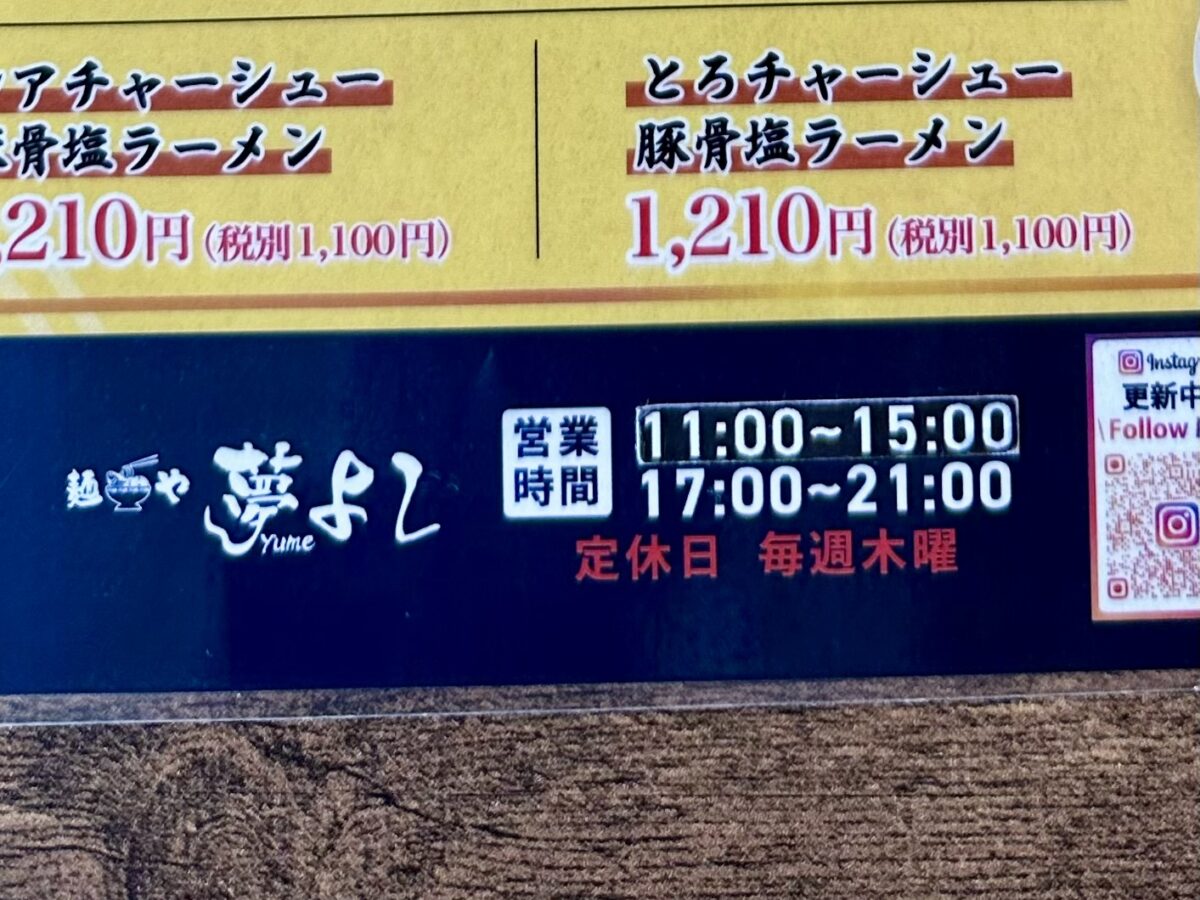 アチャーシュー
骨塩ラーメン
,210円(税別1,100円)
とろチャーシュー
豚骨塩ラーメン
1,210円(税別1,100円)
麺や 夢よし
Yume
営業時間
11:00~15:00
17:00~21:00
定休日 毎週木曜
Instag
更新中
\Follow